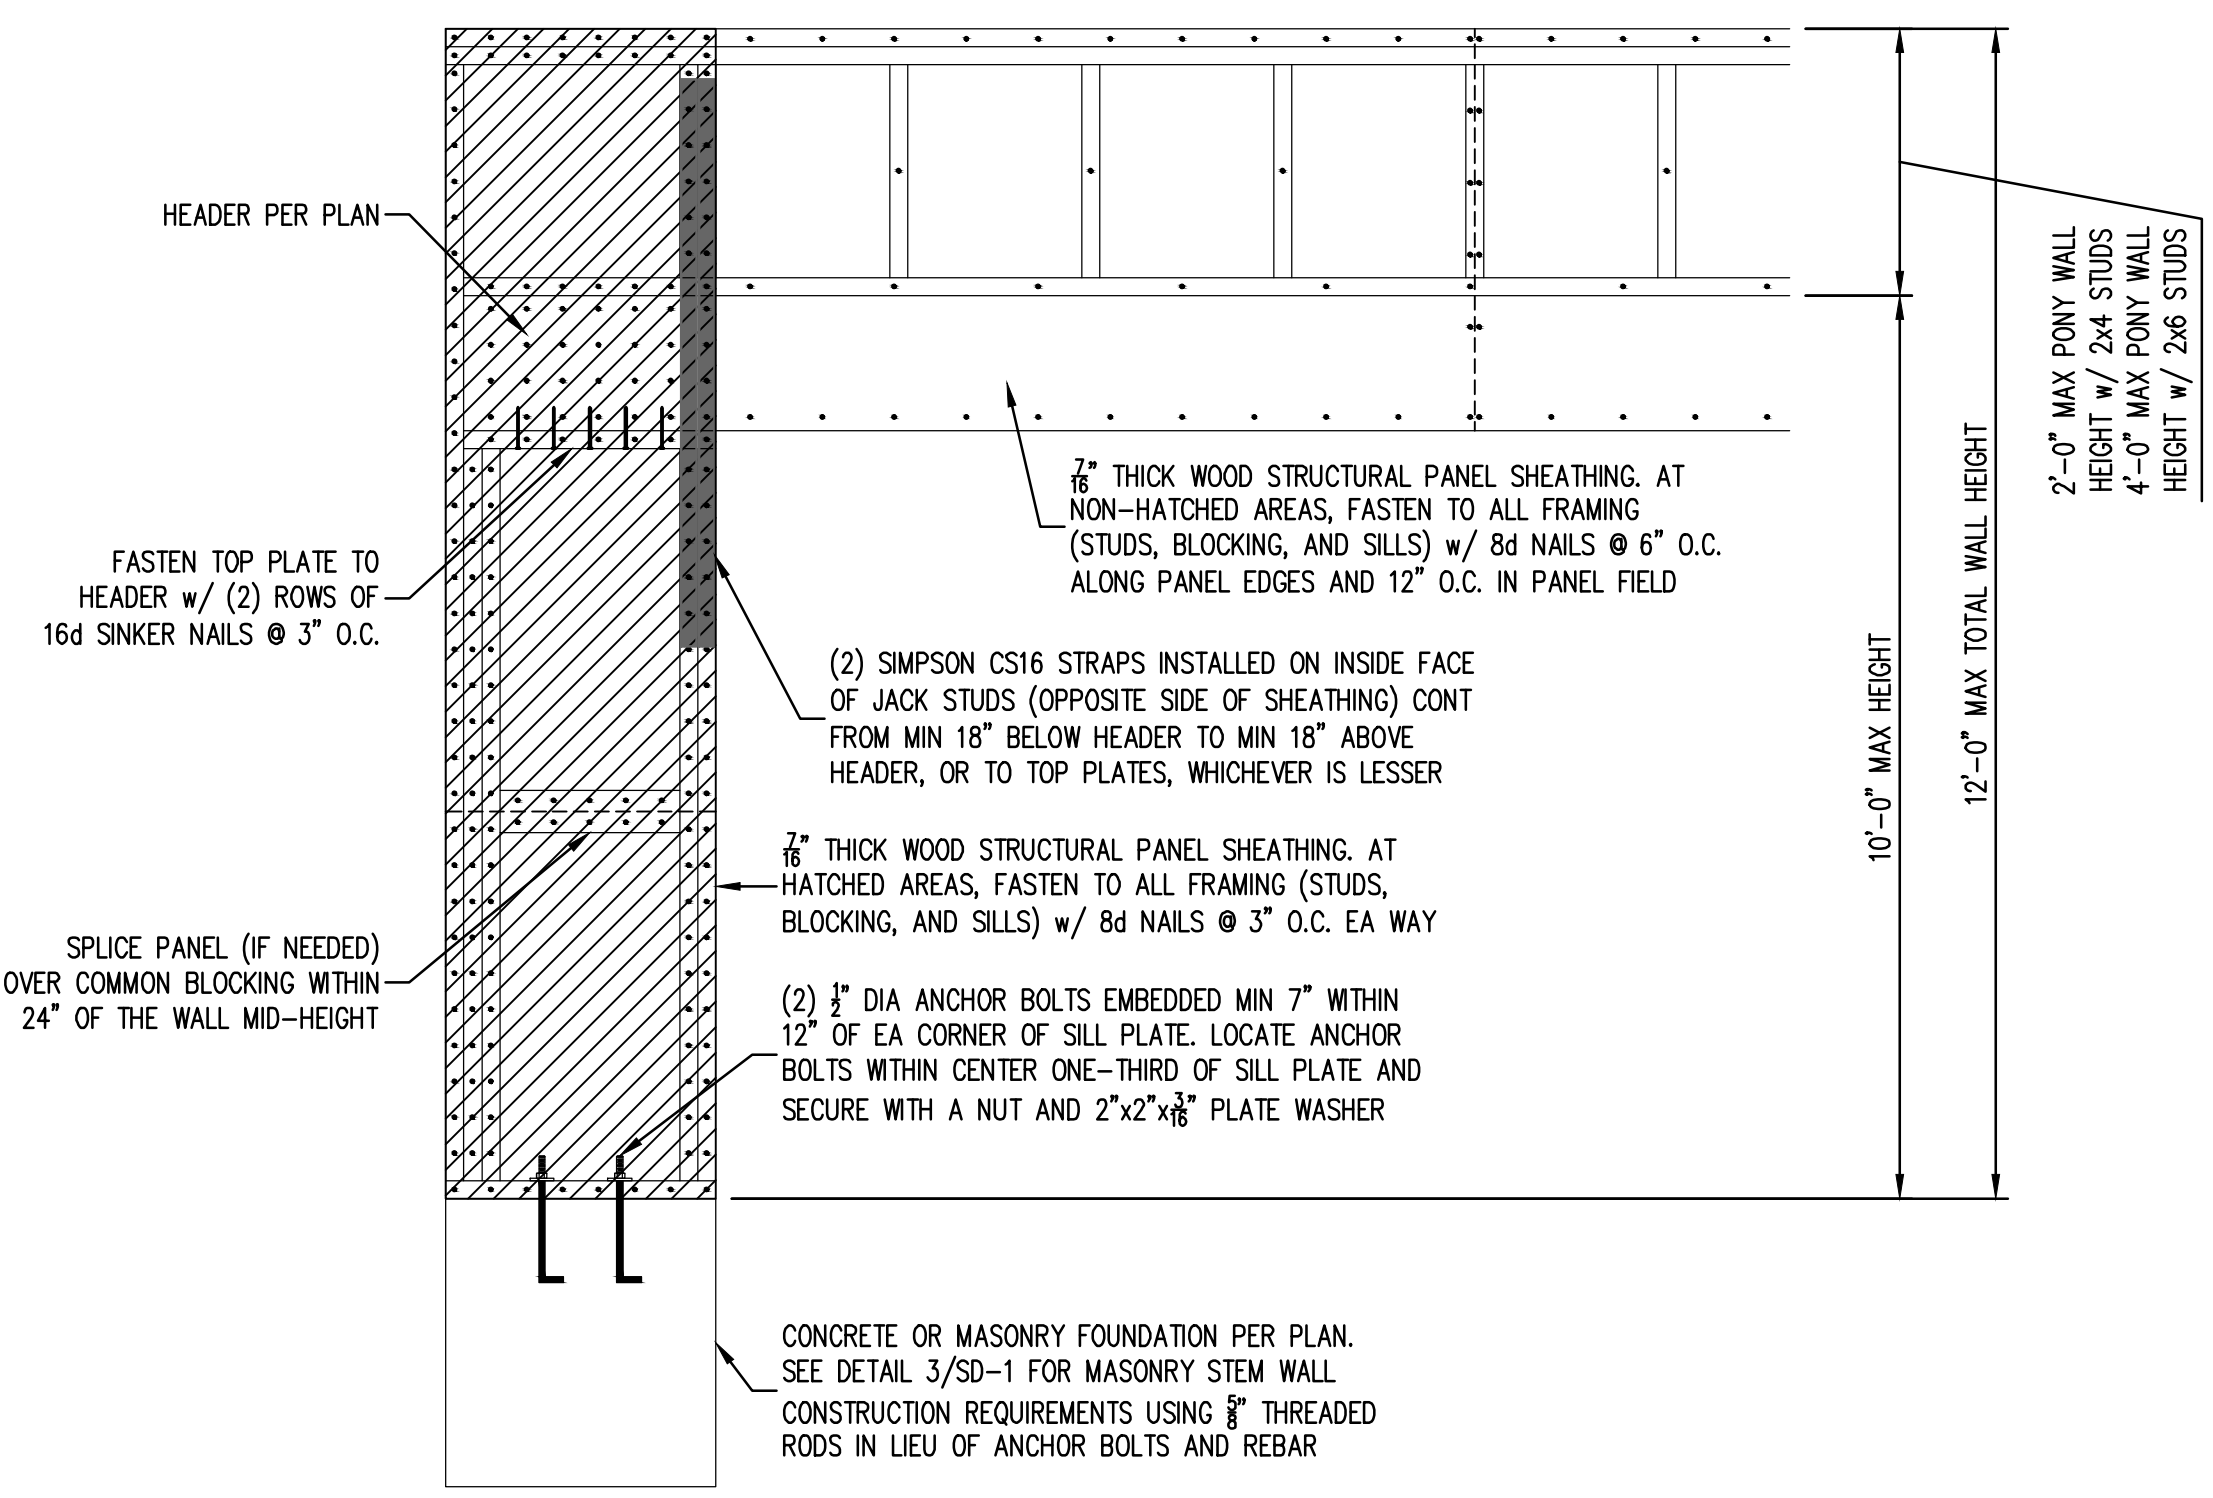 HEADER PER PLAN
FASTEN TOP PLATE TO
HEADER w/ (2) ROWS OF
16d SINKER NAILS @ 3" O.C.
SPLICE PANEL (IF NEEDED)
OVER COMMON BLOCKING WITHIN
24" OF THE WALL MID-HEIGHT
7/16" THICK WOOD STRUCTURAL PANEL SHEATHING. AT
NON-HATCHED AREAS, FASTEN TO ALL FRAMING
(STUDS, BLOCKING, AND SILLS) w/ 8d NAILS @ 6" O.C.
ALONG PANEL EDGES AND 12" O.C. IN PANEL FIELD
(2) SIMPSON CS16 STRAPS INSTALLED ON INSIDE FACE
OF JACK STUDS (OPPOSITE SIDE OF SHEATHING) CONT
FROM MIN 18" BELOW HEADER TO MIN 18" ABOVE
HEADER, OR TO TOP PLATES, WHICHEVER IS LESSER
7/16" THICK WOOD STRUCTURAL PANEL SHEATHING. AT
HATCHED AREAS, FASTEN TO ALL FRAMING (STUDS,
BLOCKING, AND SILLS) w/ 8d NAILS @ 3" O.C. EA WAY
(2) 1/2" DIA ANCHOR BOLTS EMBEDDED MIN 7" WITHIN
12" OF EA CORNER OF SILL PLATE. LOCATE ANCHOR
BOLTS WITHIN CENTER ONE-THIRD OF SILL PLATE AND
SECURE WITH A NUT AND 2"x2"x3/16" PLATE WASHER
CONCRETE OR MASONRY FOUNDATION PER PLAN.
SEE DETAIL 3/SD-1 FOR MASONRY STEM WALL
CONSTRUCTION REQUIREMENTS USING 5/8" THREADED
RODS IN LIEU OF ANCHOR BOLTS AND REBAR
10'-0" MAX HEIGHT
12'-0" MAX TOTAL WALL HEIGHT
2'-0" MAX PONY WALL
HEIGHT w/ 2x4 STUDS
4'-0" MAX PONY WALL
HEIGHT w/ 2x6 STUDS